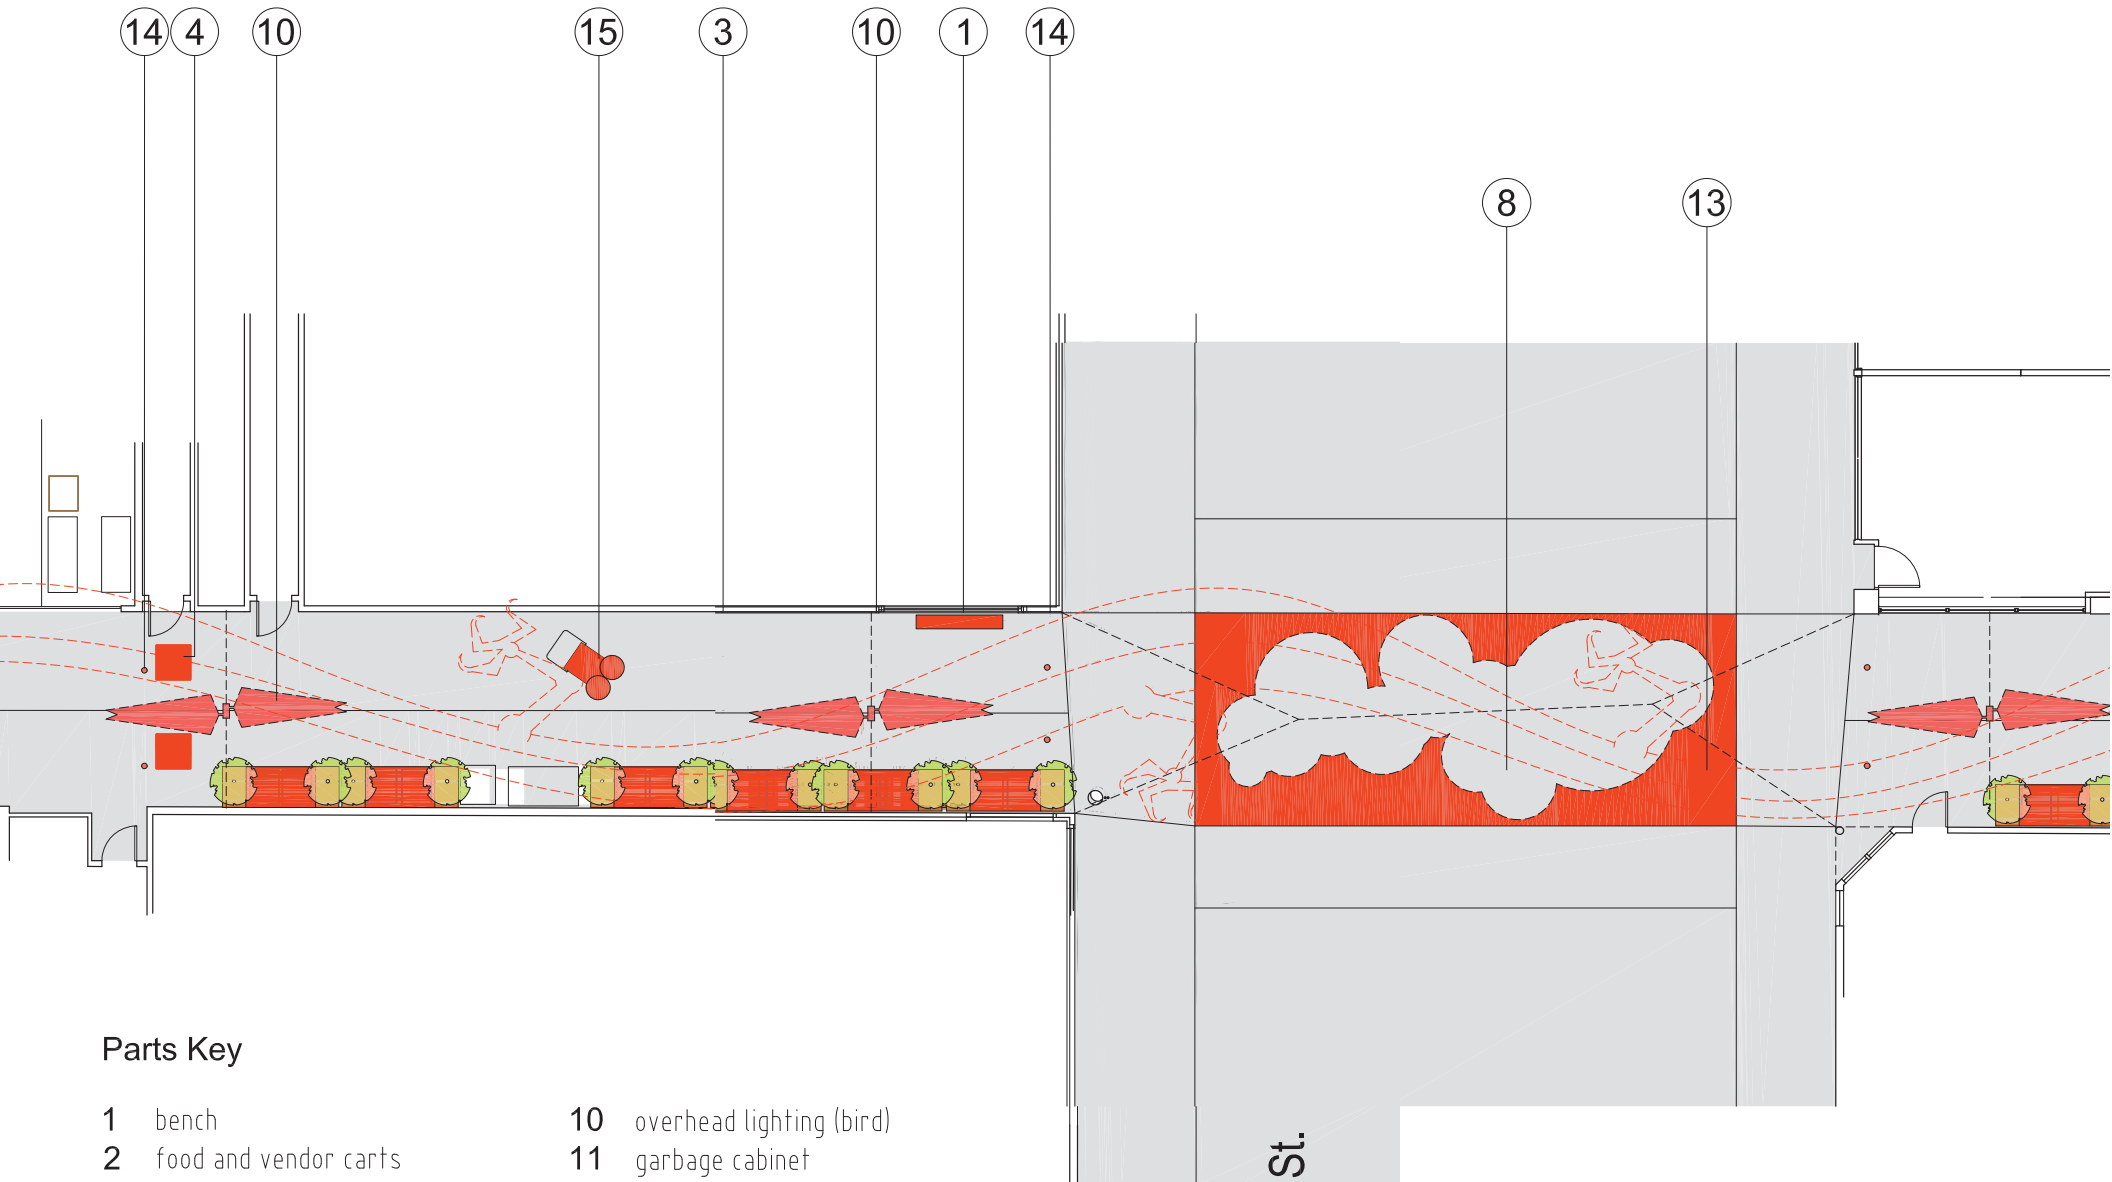 14 4 10 15 3 10 1 14
8 13
Parts Key
1 bench
10 overhead lighting (bird)
2 food and vendor carts
11 garbage cabinet
St.